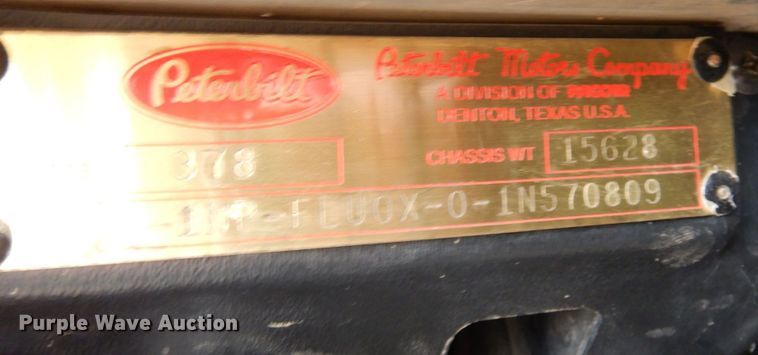 Peterbilt
Peterbilt Motors Company
A DIVISION OF PACCAR
DENTON, TEXAS U.S.A.
378
CHASSIS WT 15628
-0-1N570809
Purple Wave Auction